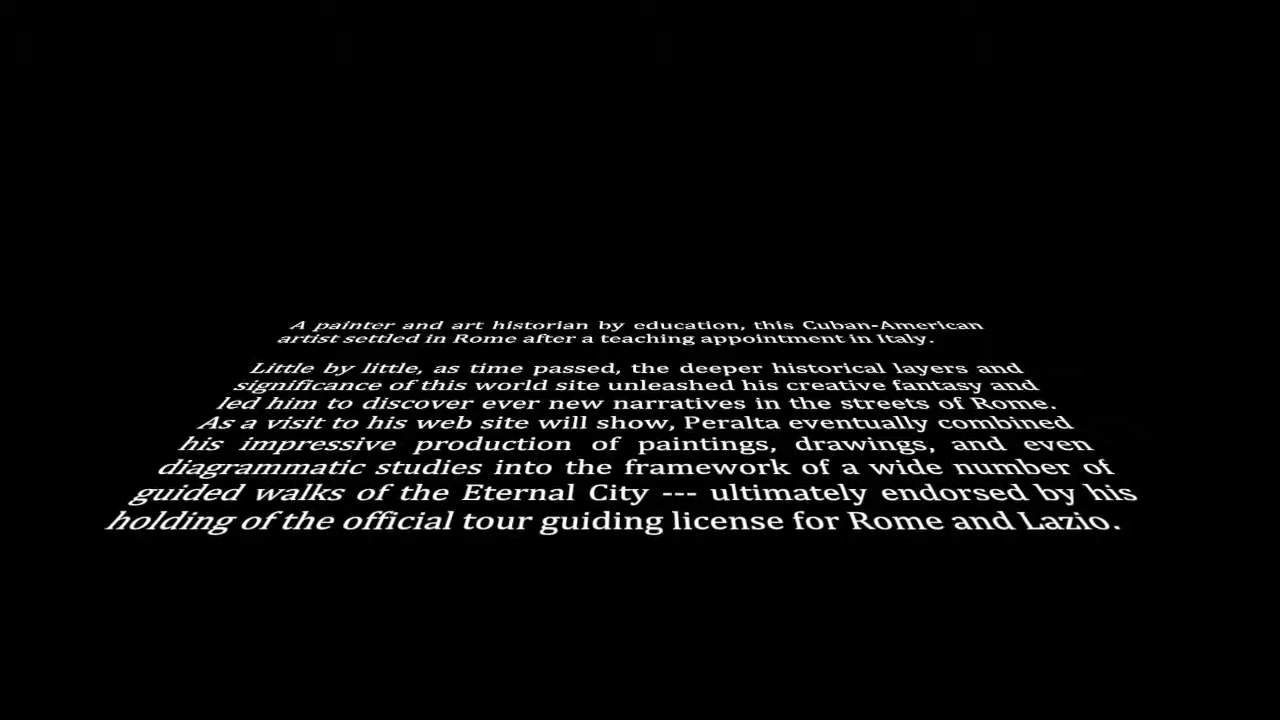 A painter and art historian by education, this Cuban-American
artist settled in Rome after a teaching appointment in Italy.
Little by little, as time passed, the deeper historical layers and
significance of this world site unleashed his creative fantasy and
led him to discover ever new narratives in the streets of Rome.
As a visit to his web site will show, Peralta eventually combined
his impressive production of paintings, drawings, and even
diagrammatic studies into the framework of a wide number of
guided walks of the Eternal City --- ultimately endorsed by his
holding of the official tour guiding license for Rome and Lazio.